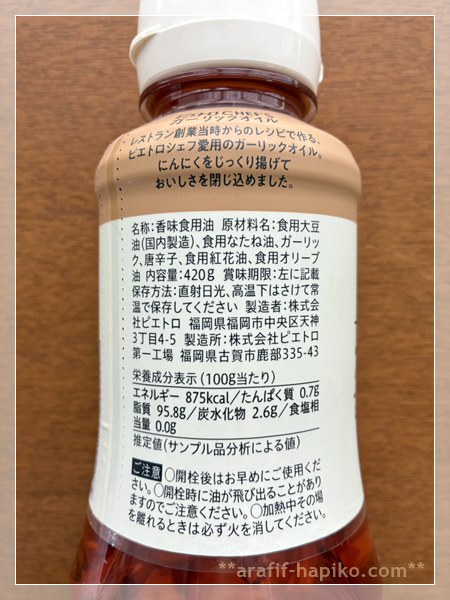 ガーリックオイル
レストラン創業当時からのレシピで作る、
ピエトロシェフ愛用のガーリックオイル。
にんにくをじっくり揚げて
おいしさを閉じ込めました。
名称:香味食用油 原材料名:食用大豆
油(国内製造)、食用なたね油、ガーリッ
ク、唐辛子、食用紅花油、食用オリーブ
油 内容量:420g 賞味期限:左に記載
保存方法:直射日光、高温下はさけて常
温で保存してください 製造者:株式会
社ピエトロ 福岡県福岡市中央区天神
3丁目4-5 製造所:株式会社ピエトロ
第一工場 福岡県古賀市鹿部335-43
栄養成分表示(100g当たり)
エネルギー 875kcal/たんぱく質 0.7g
脂質 95.8g/炭水化物 2.6g/食塩相
当量 0.0g
推定値(サンプル品分析による値)
ご注意 ○開栓後はお早めにご使用くだ
さい。○開栓時に油が飛び出ることがあり
ますのでご注意ください。○加熱中その場
を離れるときは必ず火を消してください。
**arafif-hapiko.com**